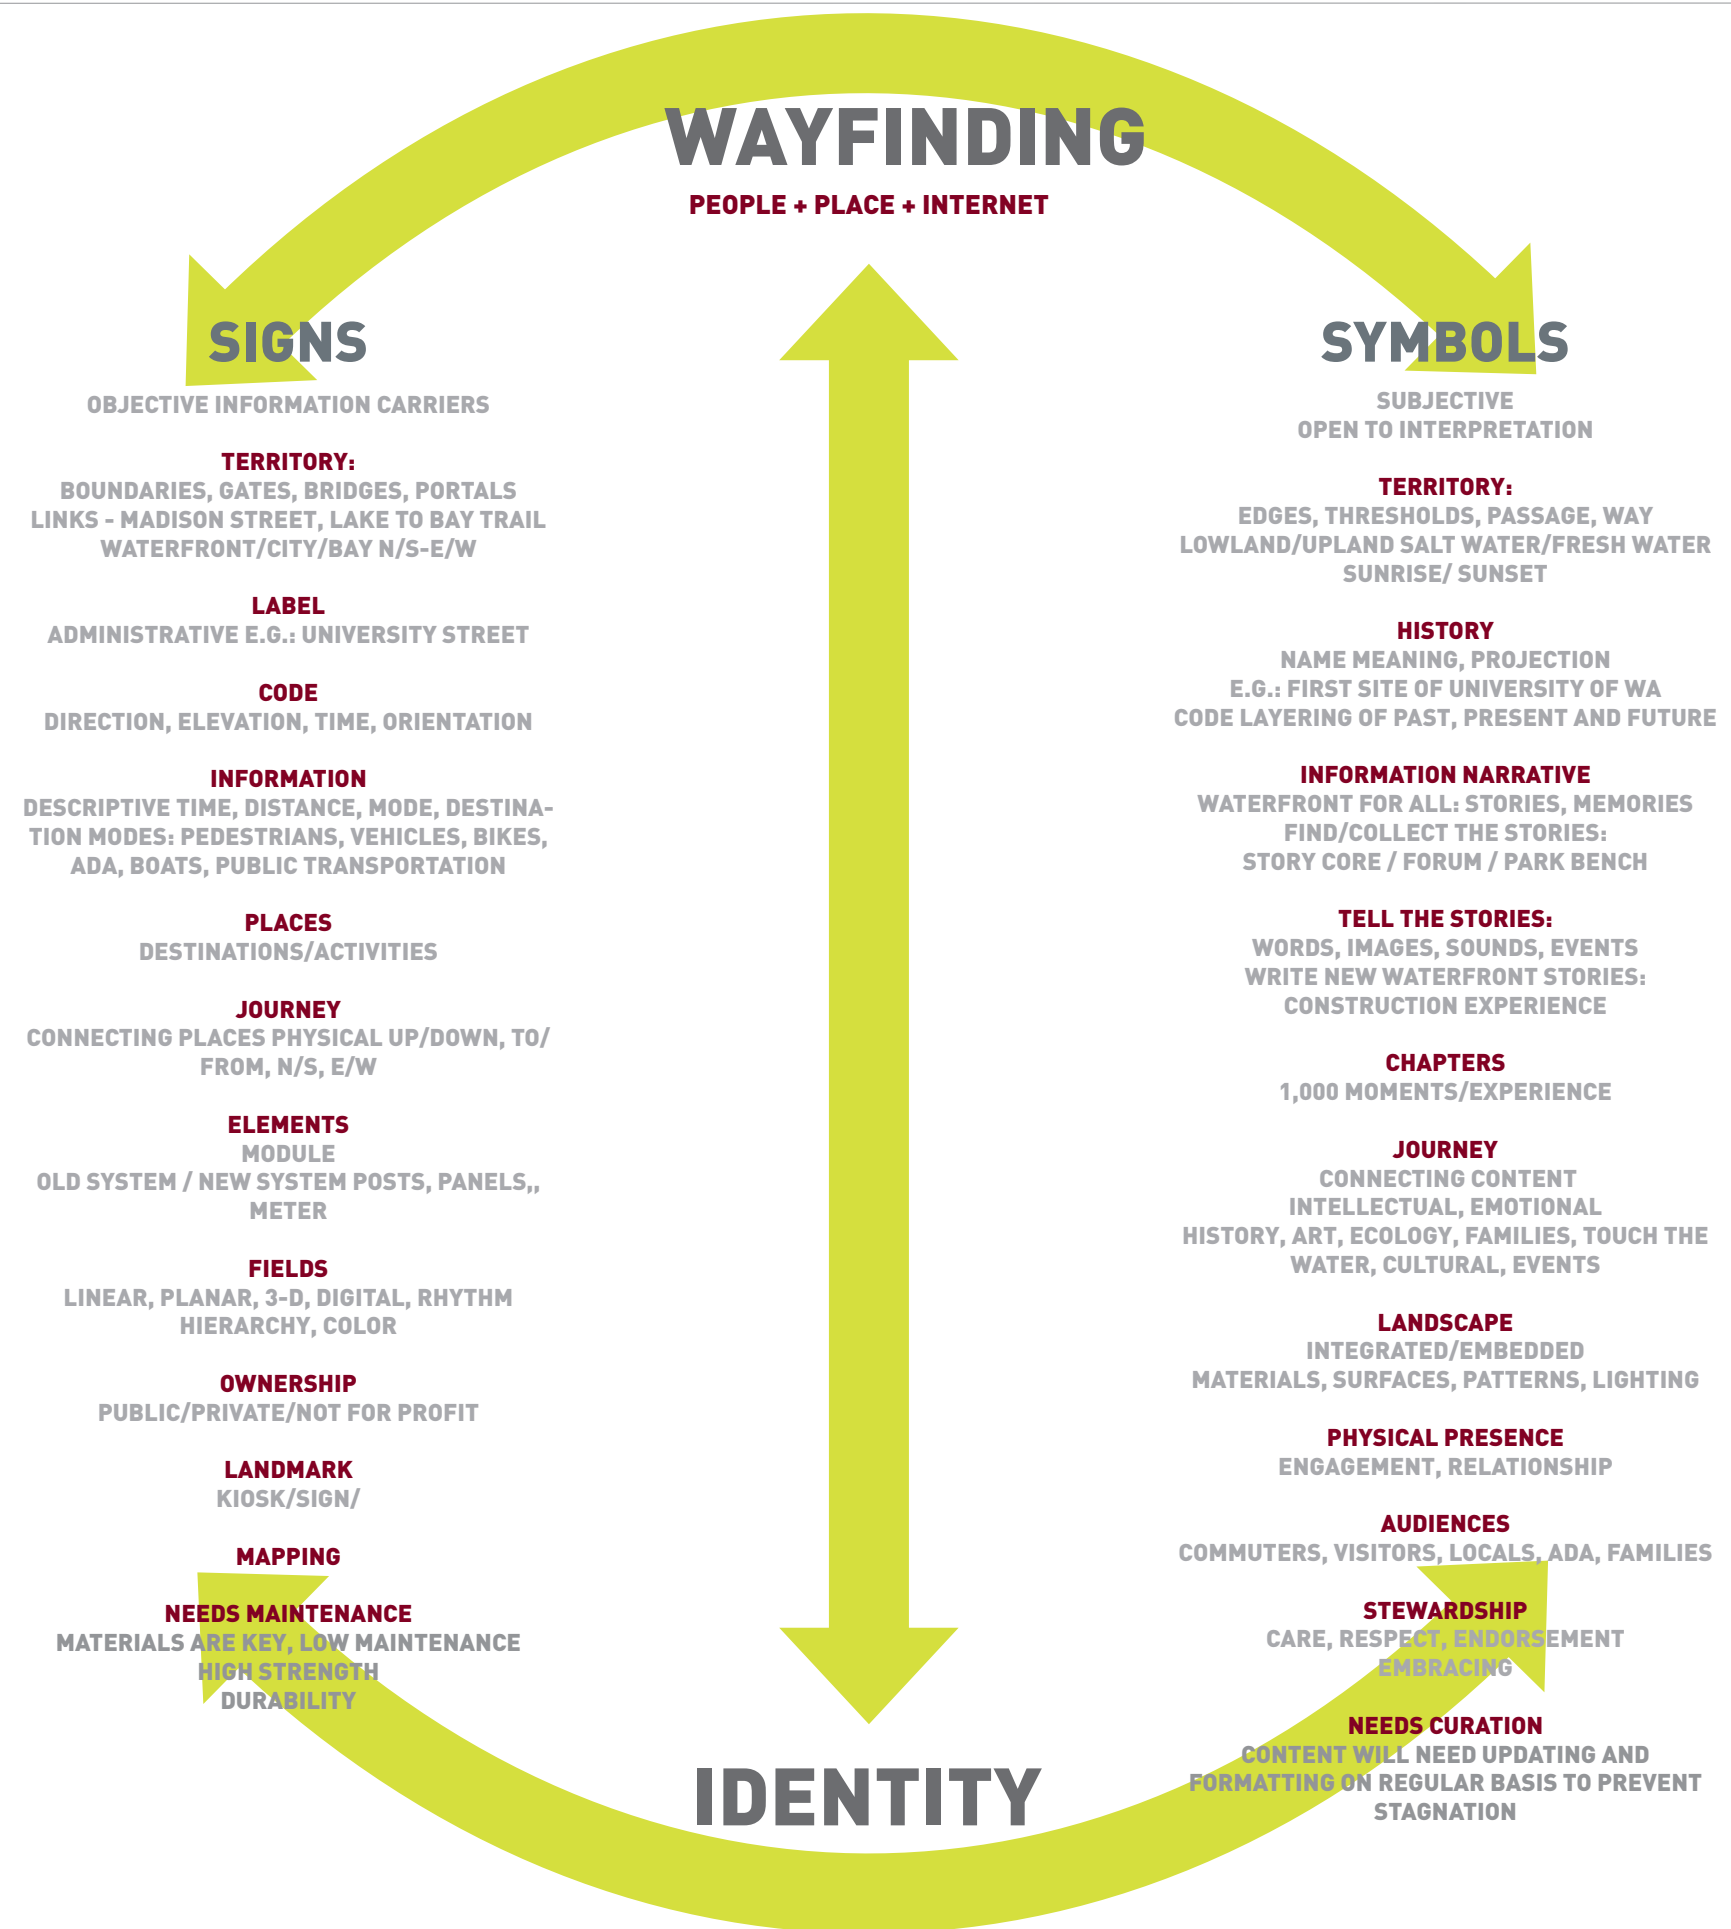 WAYFINDING
PEOPLE + PLACE + INTERNET
SIGNS
OBJECTIVE INFORMATION CARRIERS
TERRITORY:
BOUNDARIES, GATES, BRIDGES, PORTALS
LINKS - MADISON STREET, LAKE TO BAY TRAIL
WATERFRONT/CITY/BAY N/S-E/W
LABEL
ADMINISTRATIVE E.G.: UNIVERSITY STREET
CODE
DIRECTION, ELEVATION, TIME, ORIENTATION
INFORMATION
DESCRIPTIVE TIME, DISTANCE, MODE, DESTINA-
TION MODES: PEDESTRIANS, VEHICLES, BIKES,
ADA, BOATS, PUBLIC TRANSPORTATION
PLACES
DESTINATIONS/ACTIVITIES
JOURNEY
CONNECTING PLACES PHYSICAL UP/DOWN, TO/
FROM, N/S, E/W
ELEMENTS
MODULE
OLD SYSTEM / NEW SYSTEM POSTS, PANELS,,
METER
FIELDS
LINEAR, PLANAR, 3-D, DIGITAL, RHYTHM
HIERARCHY, COLOR
OWNERSHIP
PUBLIC/PRIVATE/NOT FOR PROFIT
LANDMARK
KIOSK/SIGN/
MAPPING
NEEDS MAINTENANCE
MATERIALS ARE KEY, LOW MAINTENANCE
HIGH STRENGTH
DURABILITY
SYMBOLS
SUBJECTIVE
OPEN TO INTERPRETATION
TERRITORY:
EDGES, THRESHOLDS, PASSAGE, WAY
LOWLAND/UPLAND SALT WATER/FRESH WATER
SUNRISE/ SUNSET
HISTORY
NAME MEANING, PROJECTION
E.G.: FIRST SITE OF UNIVERSITY OF WA
CODE LAYERING OF PAST, PRESENT AND FUTURE
INFORMATION NARRATIVE
WATERFRONT FOR ALL: STORIES, MEMORIES
FIND/COLLECT THE STORIES:
STORY CORE / FORUM / PARK BENCH
TELL THE STORIES:
WORDS, IMAGES, SOUNDS, EVENTS
WRITE NEW WATERFRONT STORIES:
CONSTRUCTION EXPERIENCE
CHAPTERS
1,000 MOMENTS/EXPERIENCE
JOURNEY
CONNECTING CONTENT
INTELLECTUAL, EMOTIONAL
HISTORY, ART, ECOLOGY, FAMILIES, TOUCH THE
WATER, CULTURAL, EVENTS
LANDSCAPE
INTEGRATED/EMBEDDED
MATERIALS, SURFACES, PATTERNS, LIGHTING
PHYSICAL PRESENCE
ENGAGEMENT, RELATIONSHIP
AUDIENCES
COMMUTERS, VISITORS, LOCALS, ADA, FAMILIES
STEWARDSHIP
CARE, RESPECT, ENDORSEMENT
EMBRACING
NEEDS CURATION
CONTENT WILL NEED UPDATING AND
FORMATTING ON REGULAR BASIS TO PREVENT
STAGNATION
IDENTITY